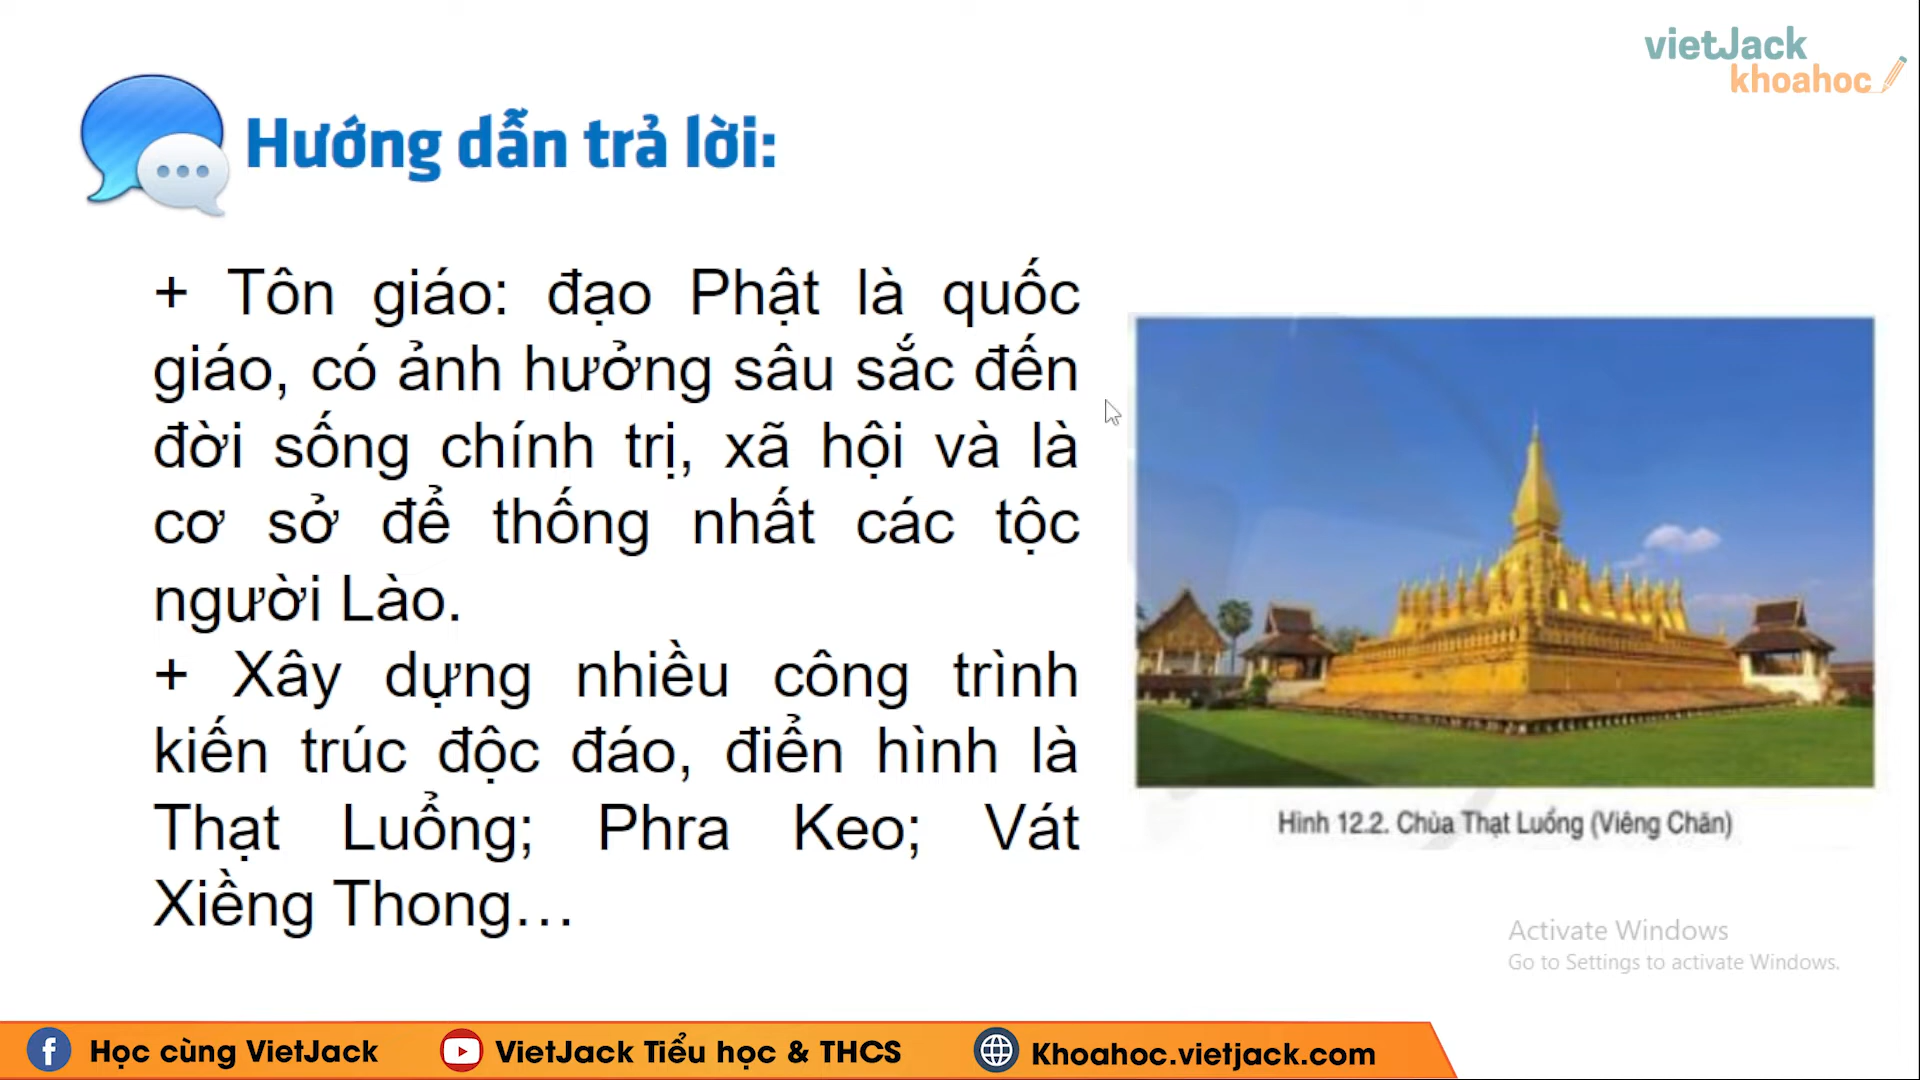 vietJack
khoahoc
Hướng dẫn trả lời:
+ Tôn giáo: đạo Phật là quốc
giáo, có ảnh hưởng sâu sắc đến
đời sống chính trị, xã hội và là
cơ sở để thống nhất các tộc
người Lào.
+ Xây dựng nhiều công trình
kiến trúc độc đáo, điển hình là
Thạt Luổng; Phra Keo; Vát
Xiềng Thong…
Hình 12.2. Chùa Thạt Luổng (Viêng Chăn)
Activate Windows
Go to Settings to activate Windows.
Học cùng VietJack
VietJack Tiểu học & THCS
Khoahoc.vietjack.com